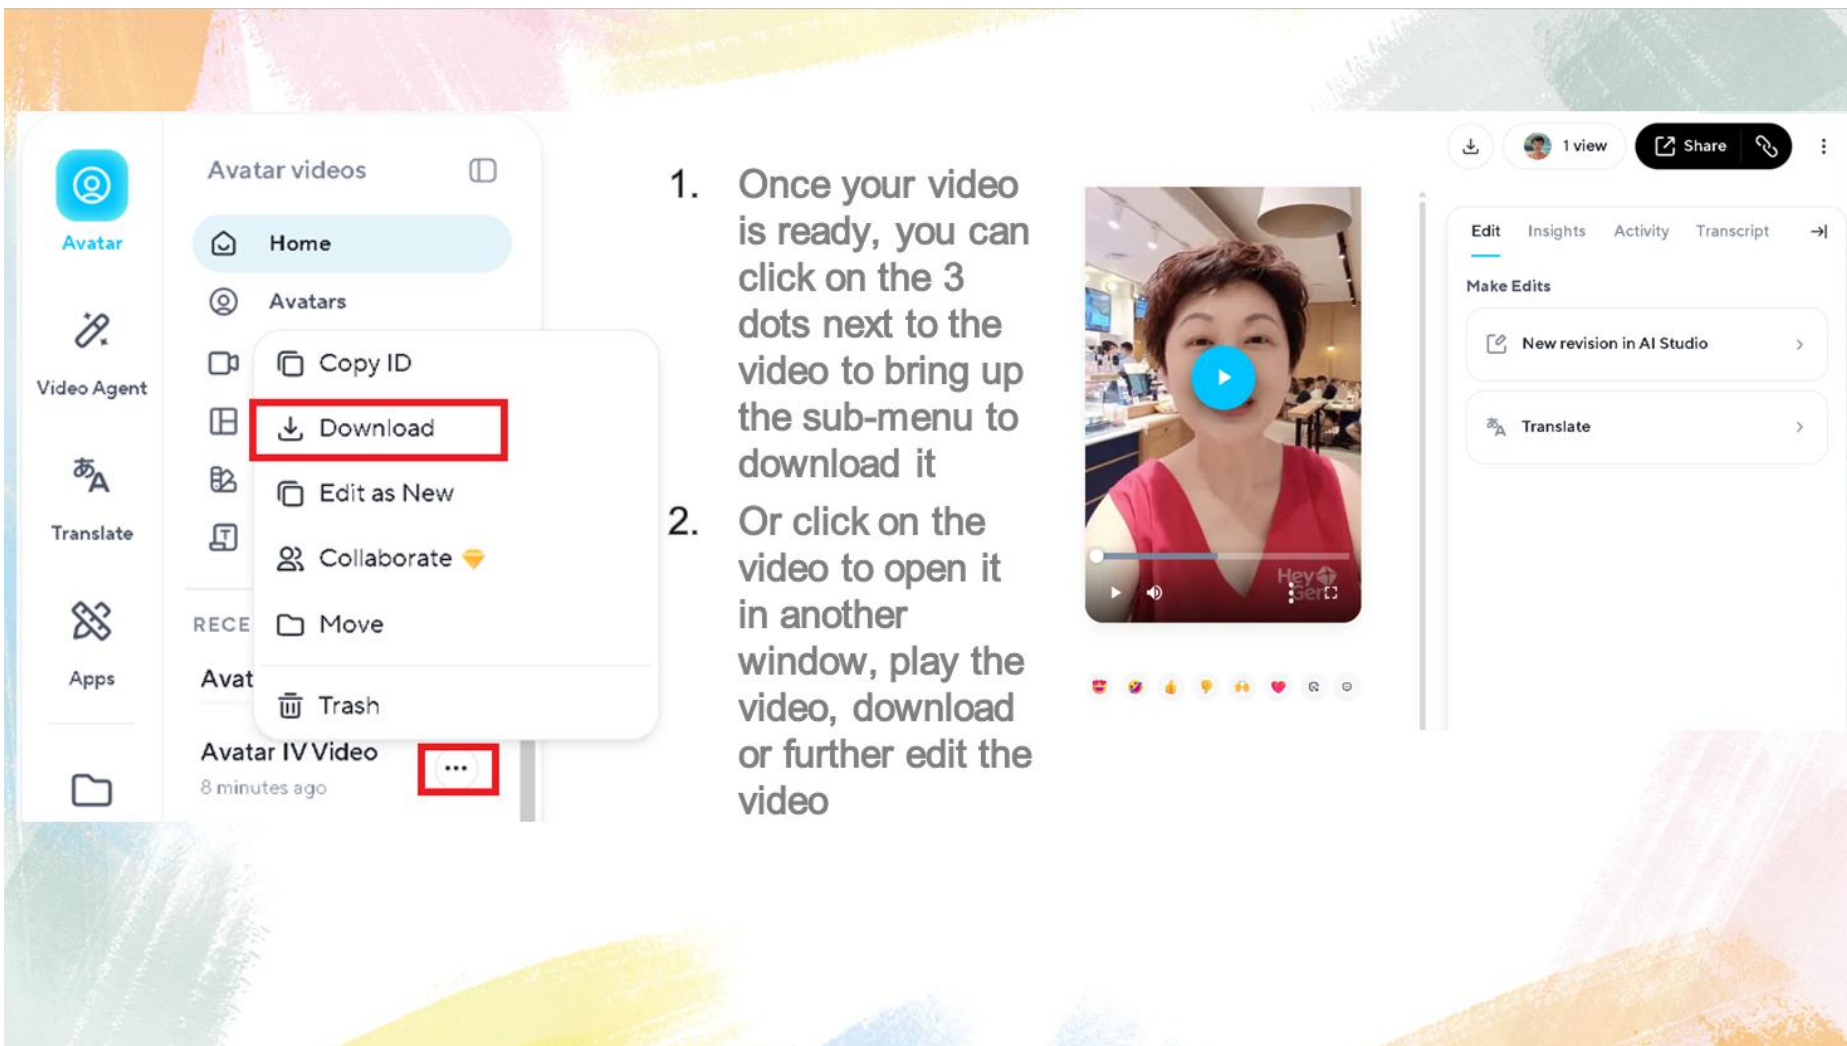 Avatar videos
Avatar
Home
Avatars
Video Agent
Copy ID
Download
Edit as New
Translate
Collaborate
RECE
Move
Apps
Avat
Trash
Avatar IV Video
8 minutes ago
1. Once your video
is ready, you can
click on the 3
dots next to the
video to bring up
the sub-menu to
download it
2. Or click on the
video to open it
in another
window, play the
video, download
or further edit the
video
1 view
Share
Edit Insights Activity Transcript
Make Edits
New revision in AI Studio
あA Translate
HeyGen